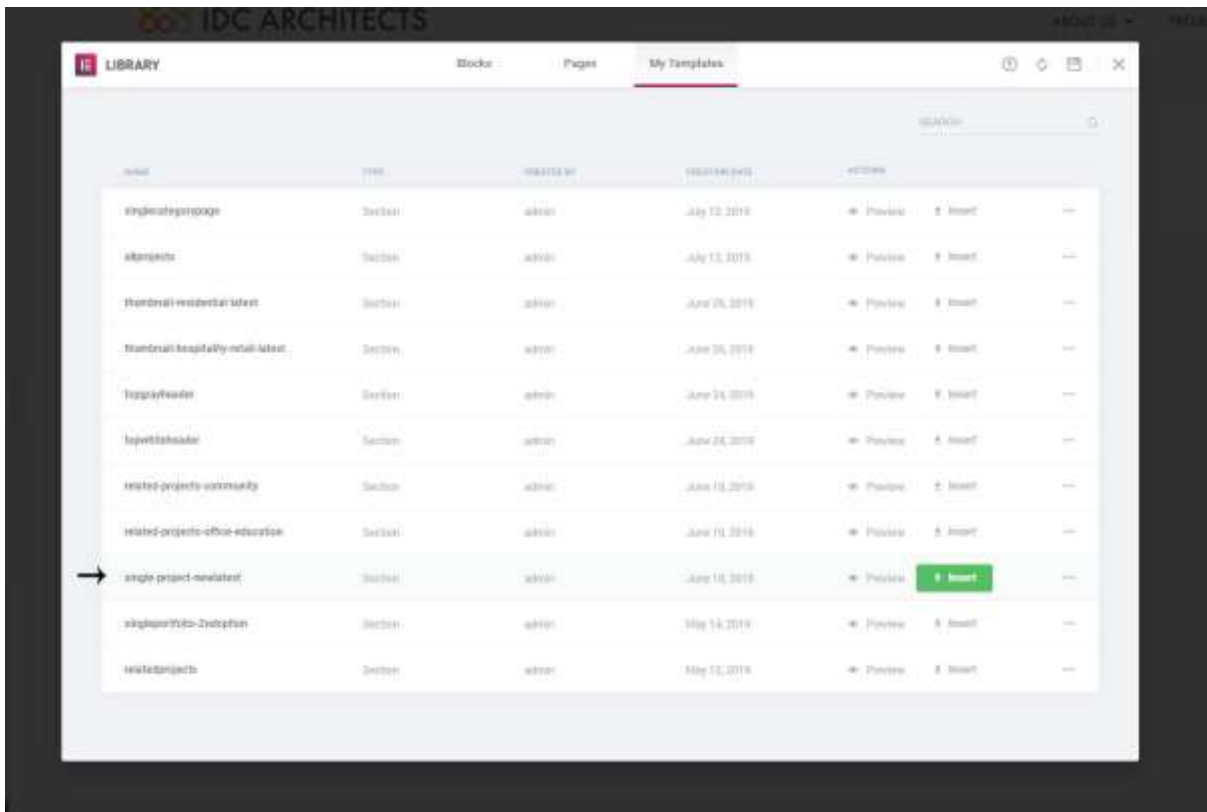 IDC ARCHITECTS ABOUT US
LIBRARY Blocks Pages My Templates
SEARCH
NAME TYPE CREATED BY CREATION DATE ACTIONS
singlecategorypage Section admin July 13, 2019 Preview Insert
allprojects Section admin July 13, 2019 Preview Insert
thumbnail-residential-latest Section admin June 26, 2019 Preview Insert
thumbnail-hospitality-retail-latest Section admin June 26, 2019 Preview Insert
topgrayheader Section admin June 24, 2019 Preview Insert
topwhiteheader Section admin June 24, 2019 Preview Insert
related-projects-community Section admin June 19, 2019 Preview Insert
related-projects-office-education Section admin June 19, 2019 Preview Insert
→ single-project-newlatest Section admin June 18, 2019 Preview Insert
singleportfolio-2ndoption Section admin May 14, 2019 Preview Insert
relatedprojects Section admin May 13, 2019 Preview Insert